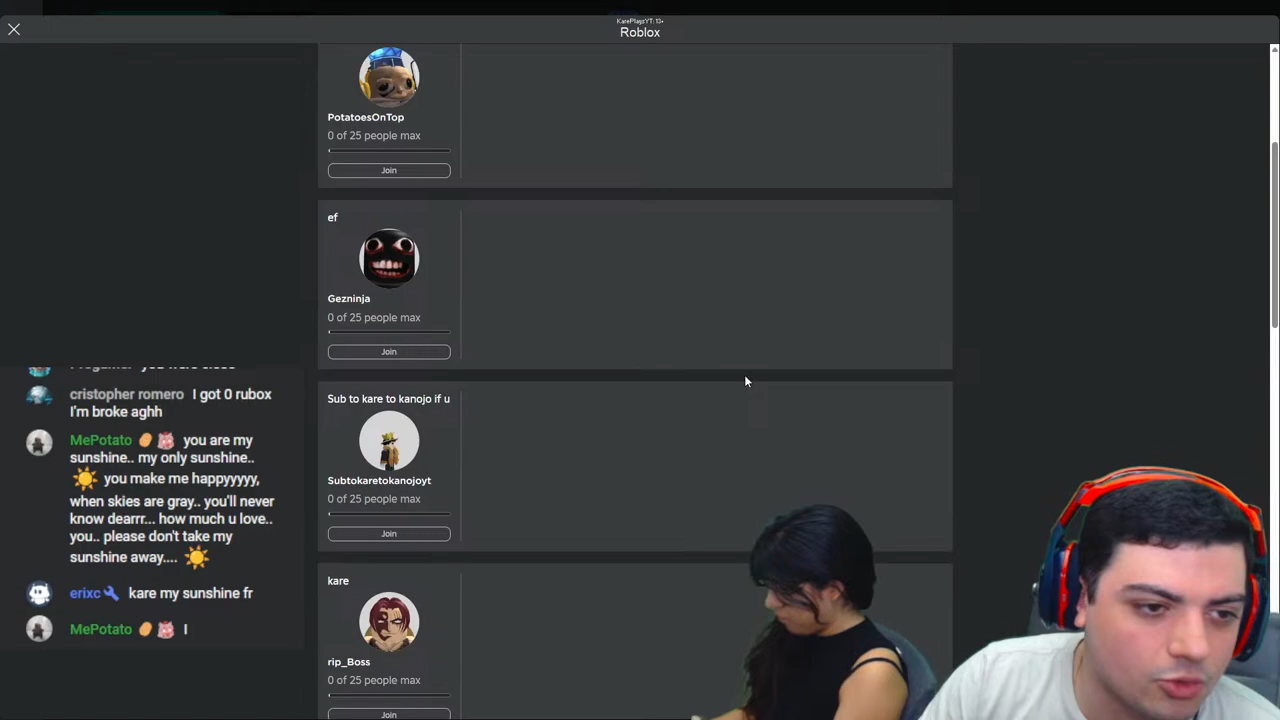 KarePlaysYT: 13+
Roblox
PotatoesOnTop
0 of 25 people max
Join
ef
Gezninja
0 of 25 people max
Join
Sub to kare to kanojo if u
Subtokaretokanojoyt
0 of 25 people max
Join
kare
rip_Boss
0 of 25 people max
Join
cristopher romero I got 0 rubox
I'm broke aghh
MePotato you are my
sunshine.. my only sunshine..
you make me happyyyyy,
when skies are gray.. you'll never
know dearrr... how much u love..
you.. please don't take my
sunshine away....
erixc kare my sunshine fr
MePotato I